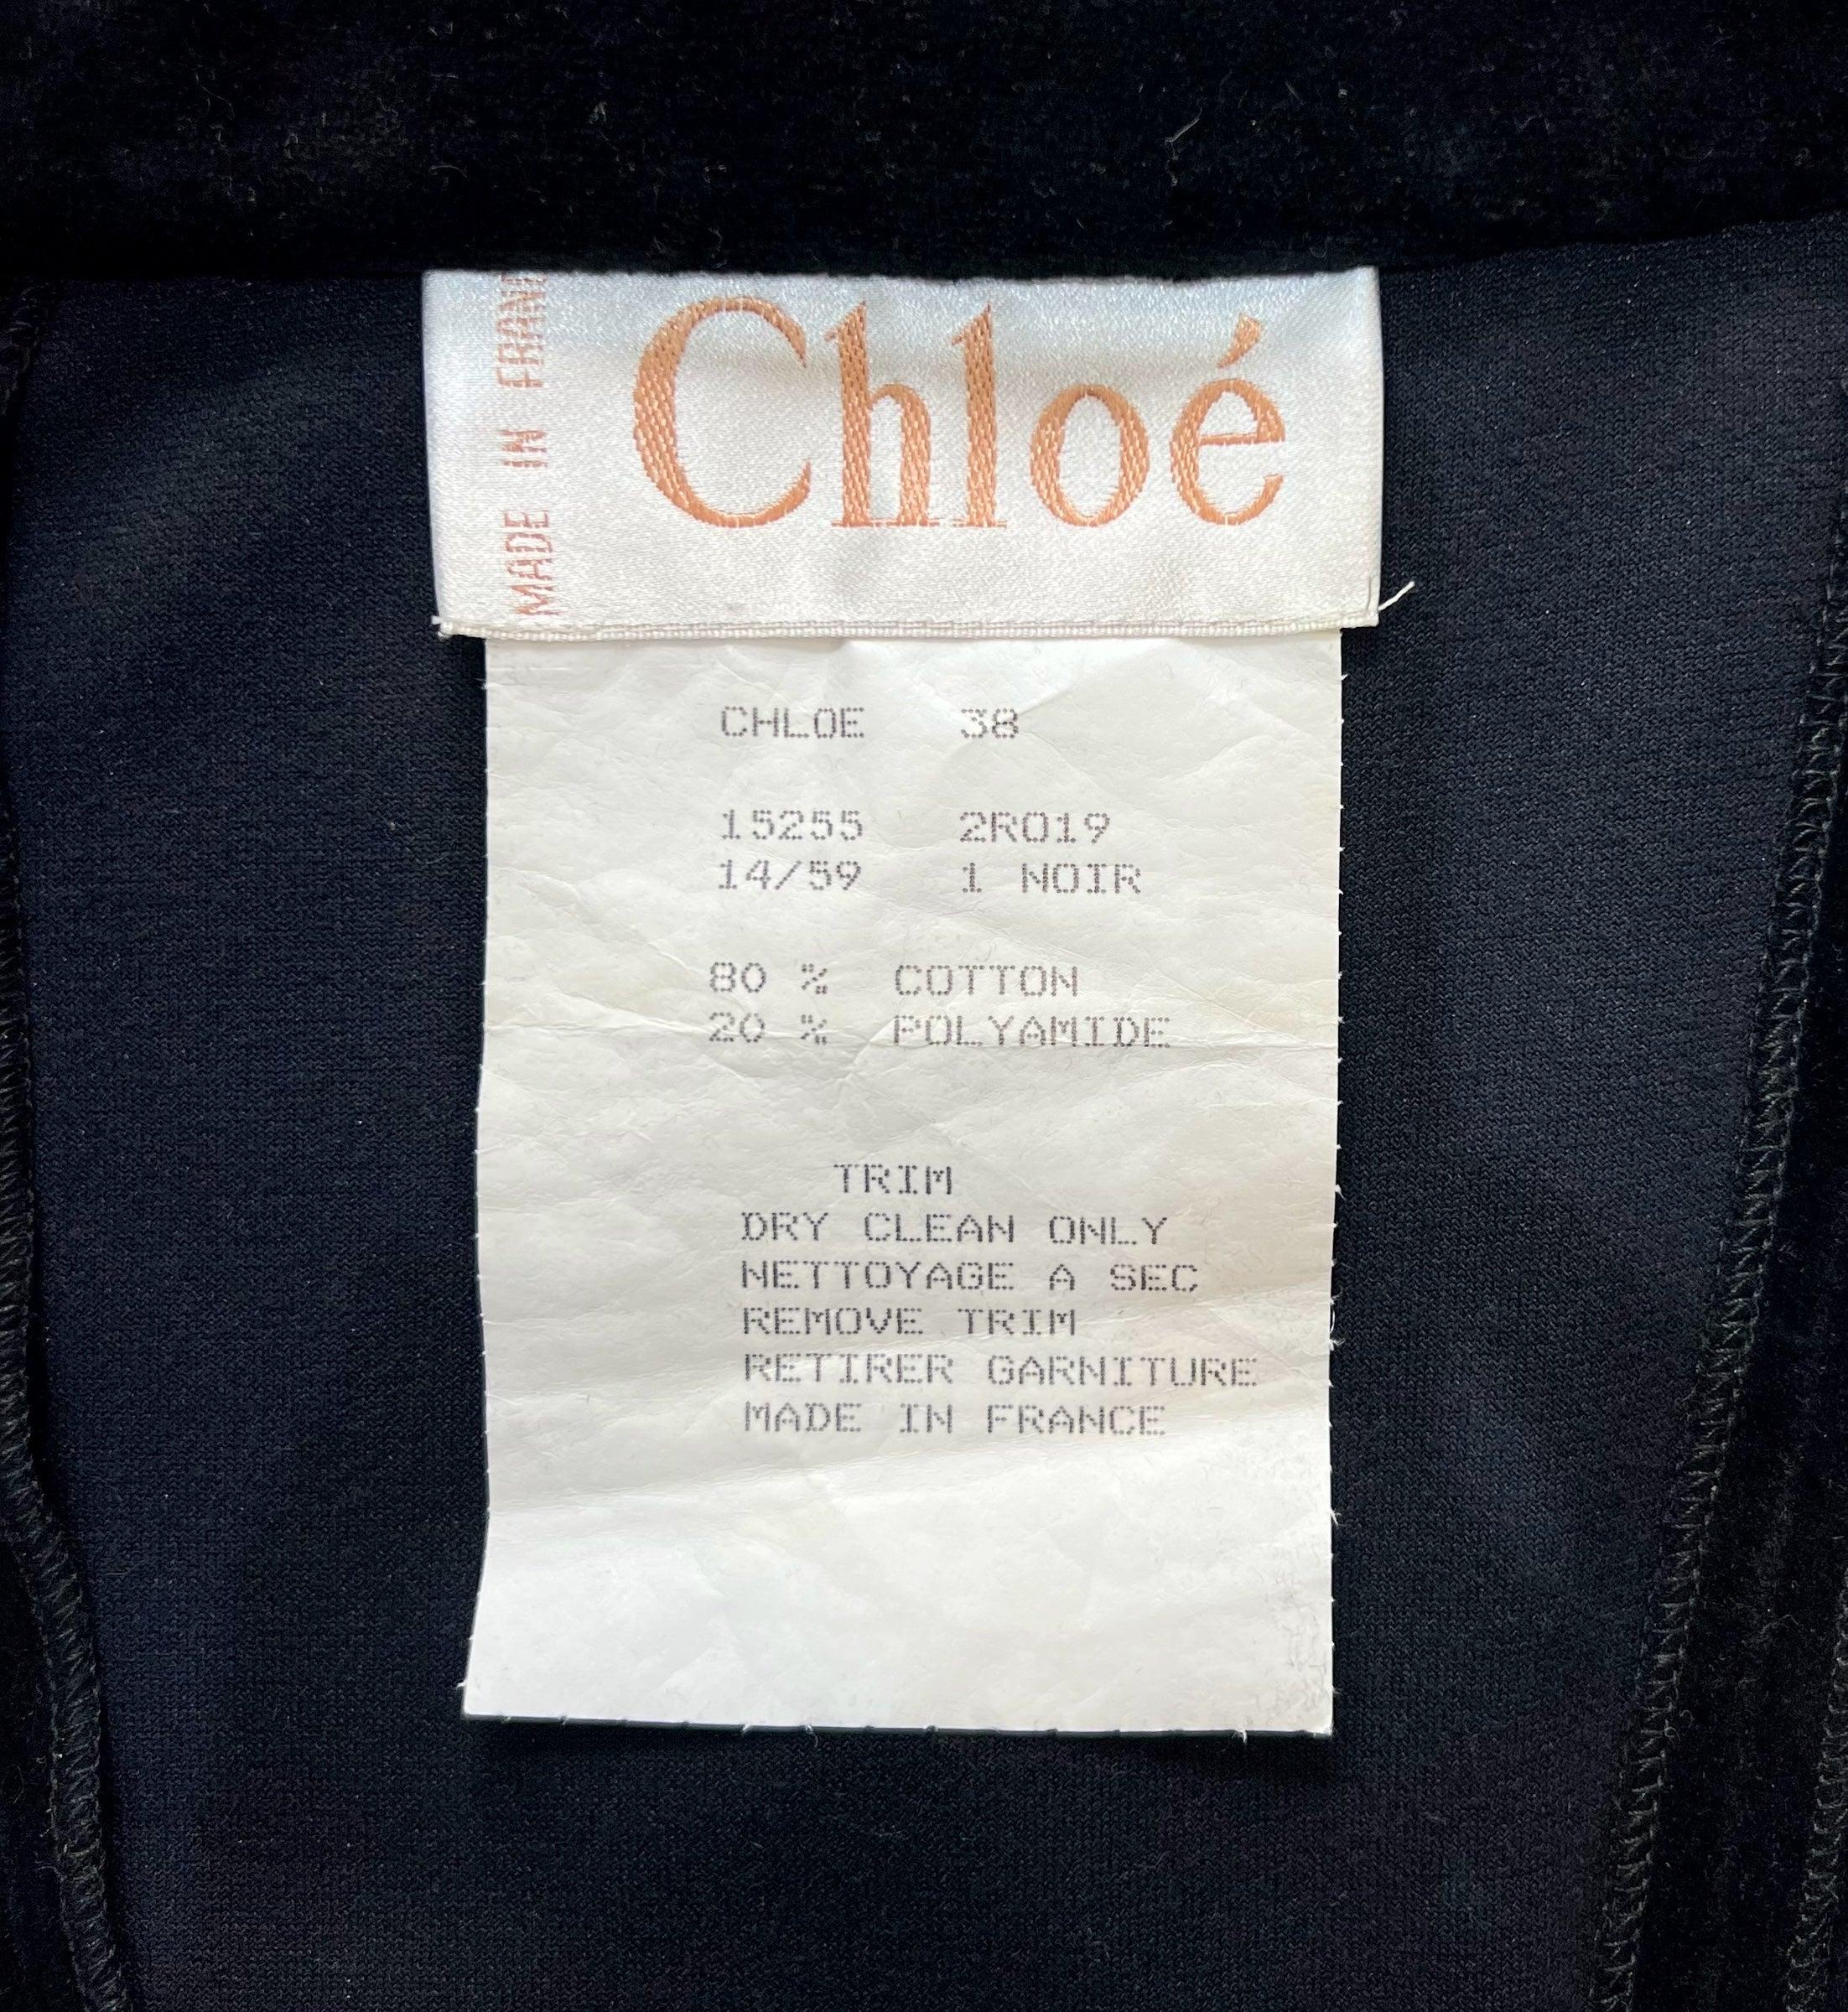 Chloé
MADE IN FRANC
CHLOE 38
15255 2R019
14/59 1 NOIR
80 % COTTON
20 % POLYAMIDE
TRIM
DRY CLEAN ONLY
NETTOYAGE A SEC
REMOVE TRIM
RETIRER GARNITURE
MADE IN FRANCE